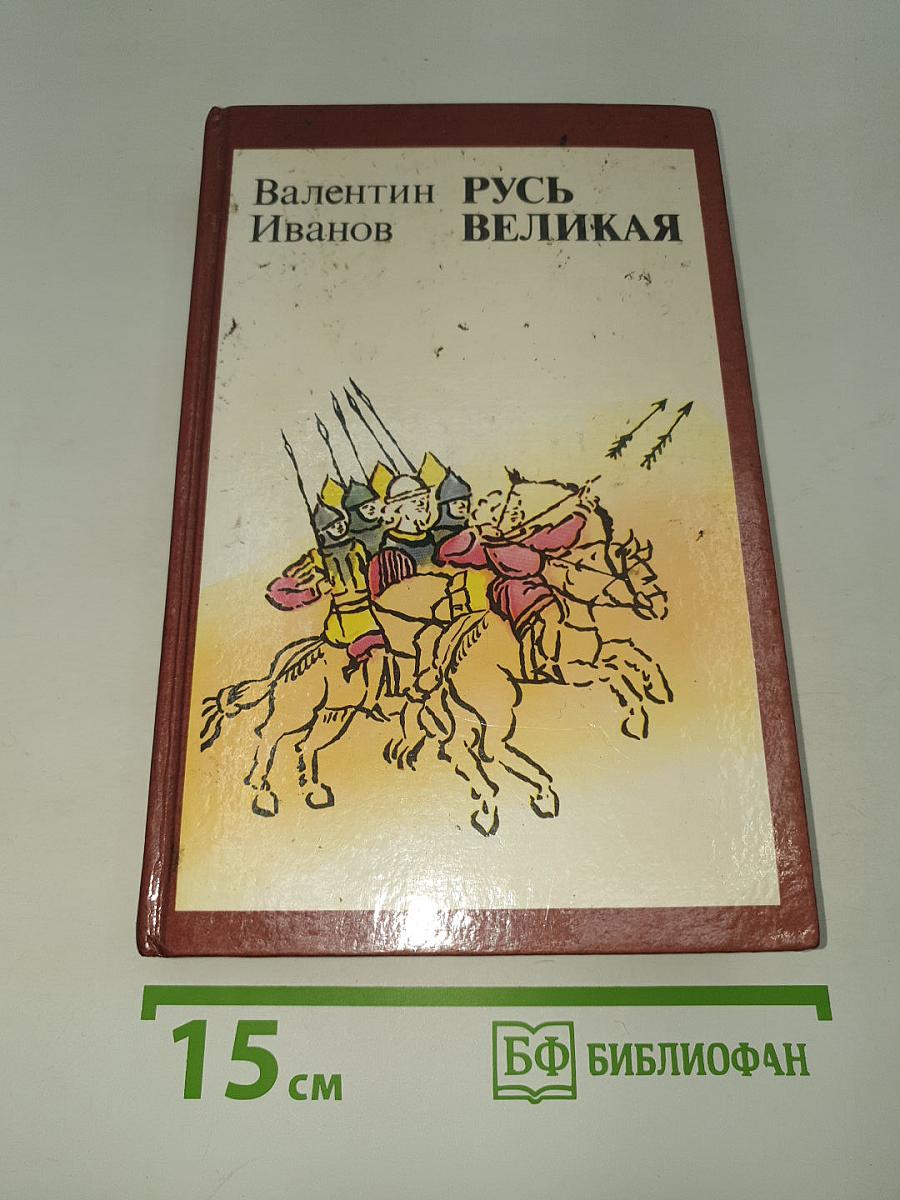 Валентин
Иванов
РУСЬ
ВЕЛИКАЯ
15 см
БФ БИБЛИОФАН